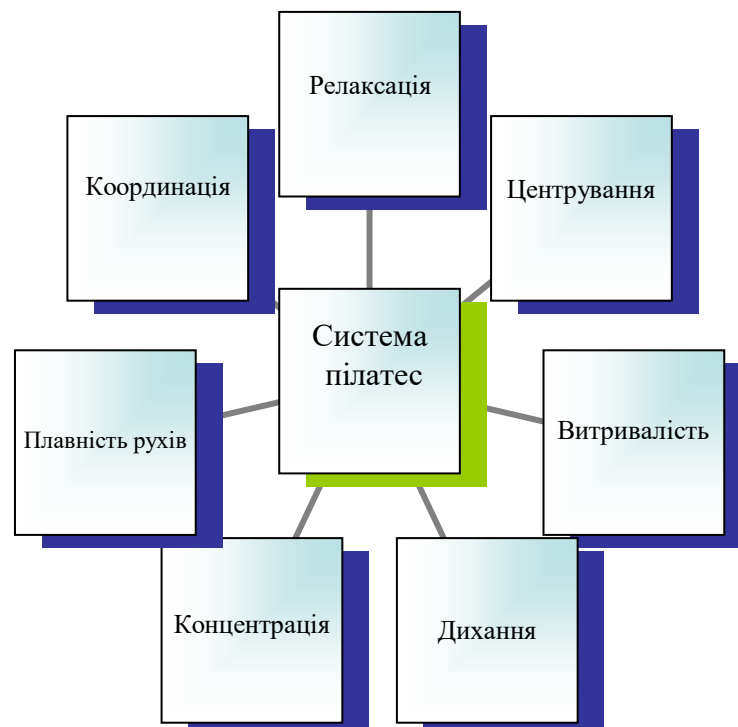 Релаксація
Координація
Центрування
Система
пілатес
Плавність рухів
Витривалість
Концентрація
Дихання